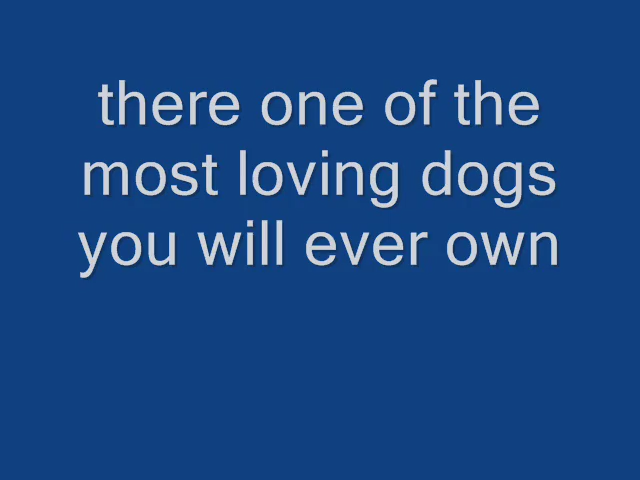 there one of the
most loving dogs
you will ever own